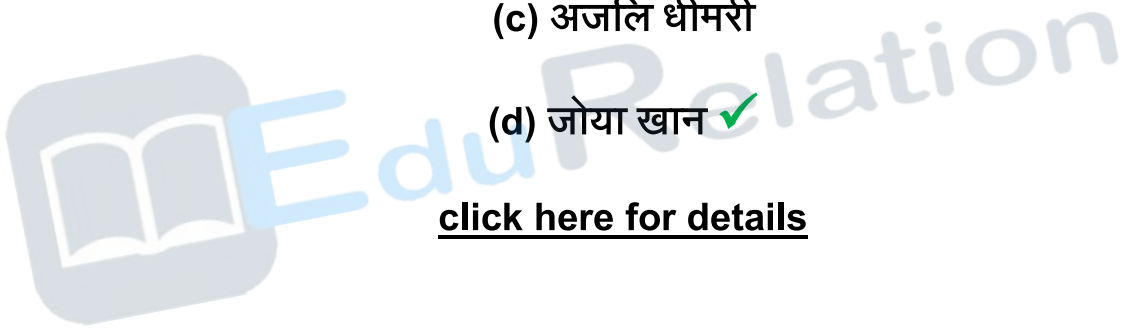 (c) अंजलि धीमरी
(d) जोया खान
EduRelation
click here for details